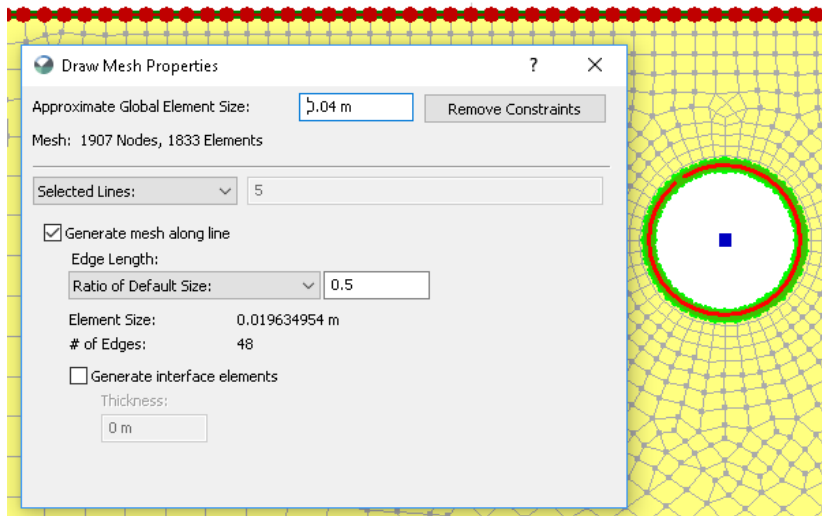 Draw Mesh Properties
Approximate Global Element Size: 0.04 m Remove Constraints
Mesh: 1907 Nodes, 1833 Elements
Selected Lines: 5
Generate mesh along line
Edge Length:
Ratio of Default Size: 0.5
Element Size: 0.019634954 m
# of Edges: 48
Generate interface elements
Thickness:
0 m